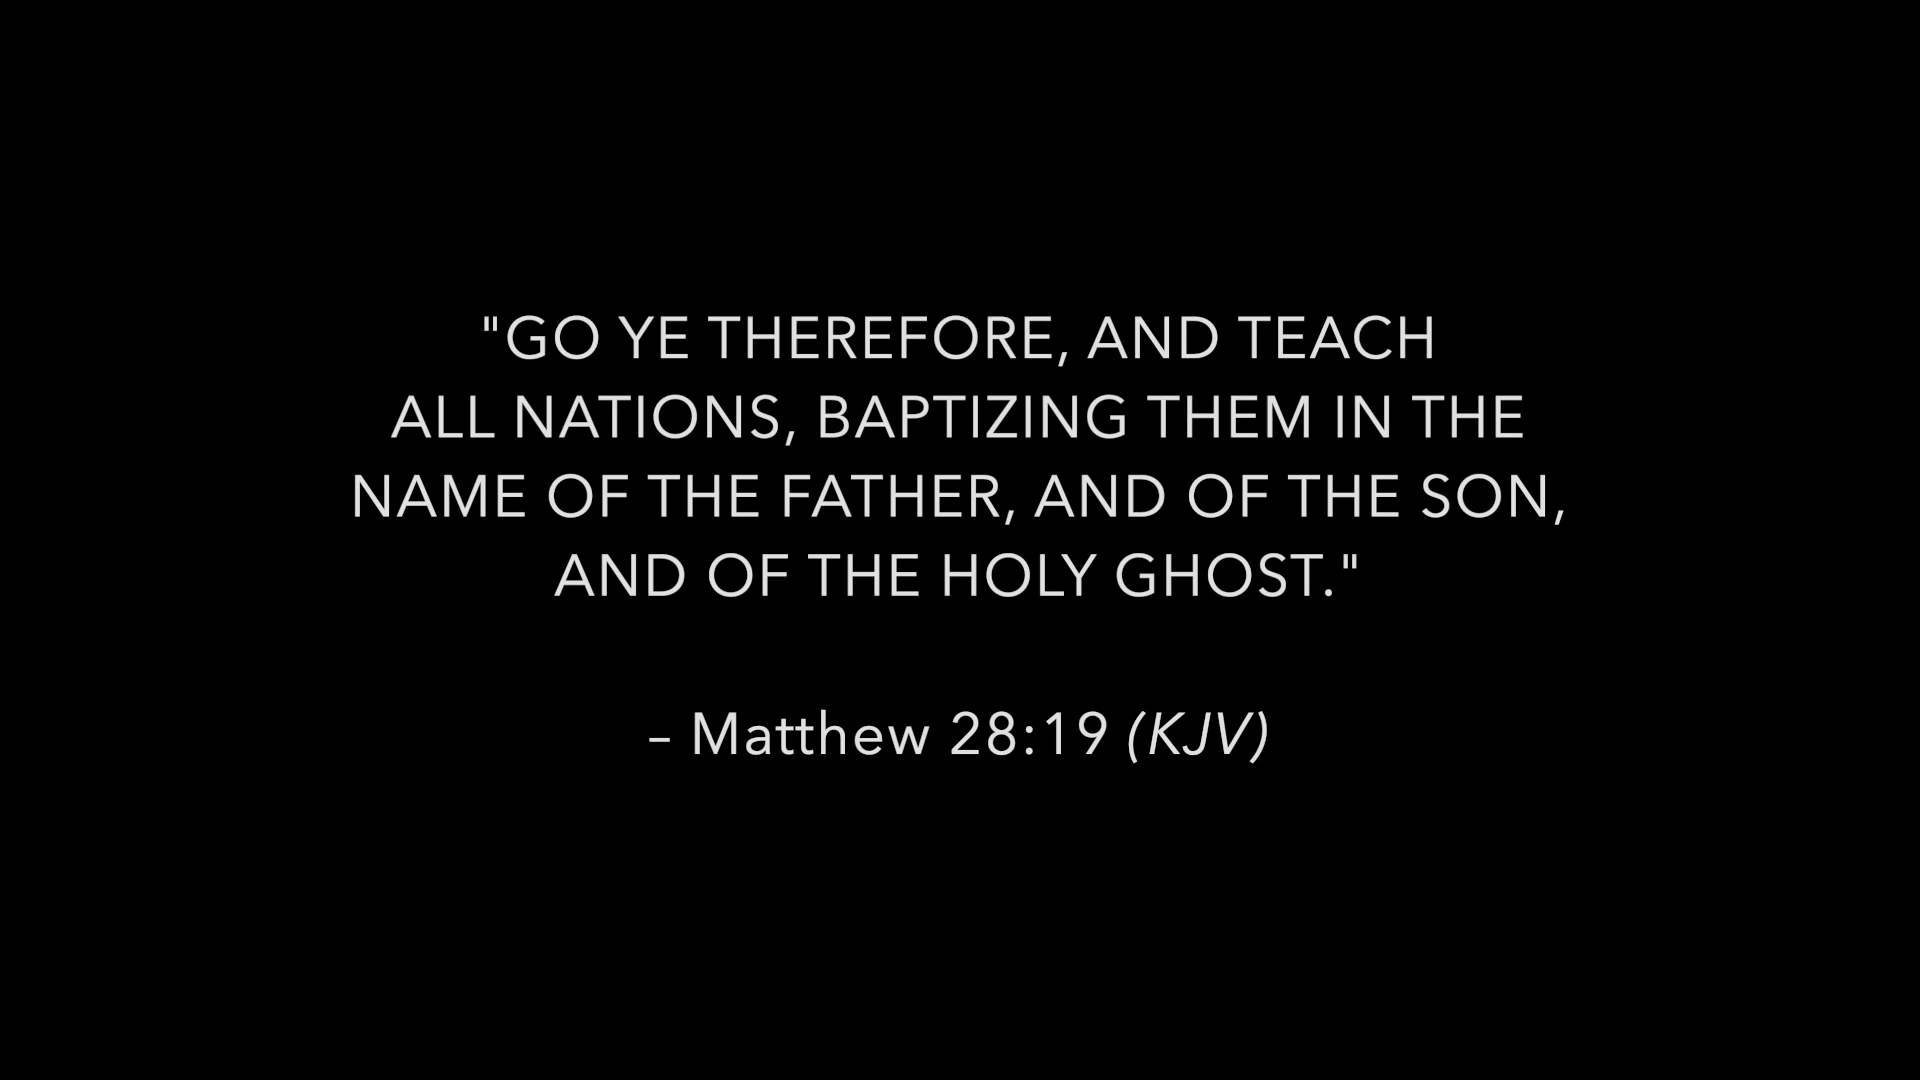 "GO YE THEREFORE, AND TEACH
ALL NATIONS, BAPTIZING THEM IN THE
NAME OF THE FATHER, AND OF THE SON,
AND OF THE HOLY GHOST."
– Matthew 28:19 (KJV)